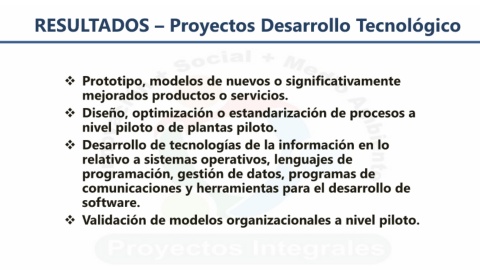 RESULTADOS – Proyectos Desarrollo Tecnológico
❖ Prototipo, modelos de nuevos o significativamente
mejorados productos o servicios.
❖ Diseño, optimización o estandarización de procesos a
nivel piloto o de plantas piloto.
❖ Desarrollo de tecnologías de la información en lo
relativo a sistemas operativos, lenguajes de
programación, gestión de datos, programas de
comunicaciones y herramientas para el desarrollo de
software.
❖ Validación de modelos organizacionales a nivel piloto.
Social + Medio Ambiente
Proyectos Integrales